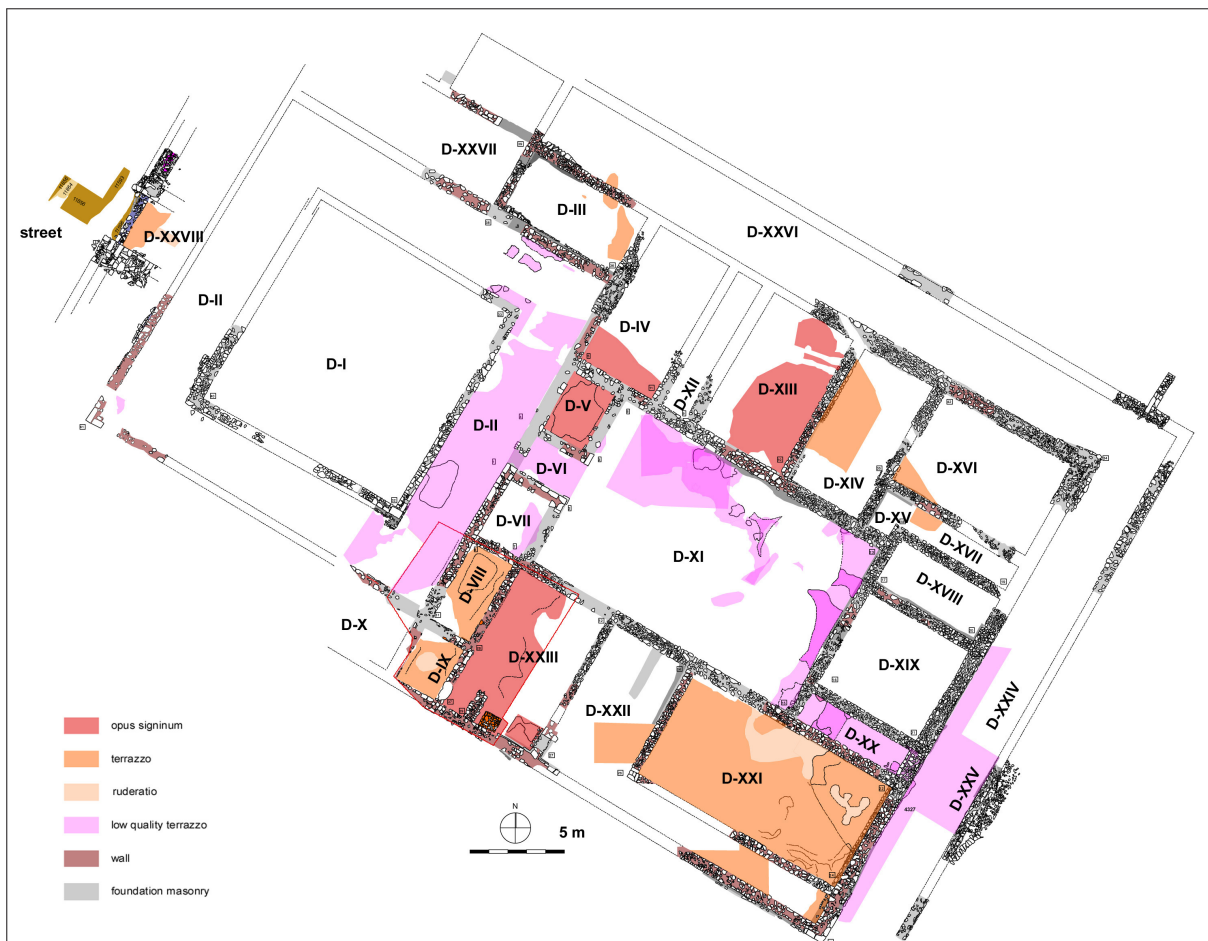 D-XXVII
D-III
D-XXVI
street
D-XXVIII
D-II
D-IV
D-I
D-XII
D-XIII
D-V
D-II
D-VI
D-XIV
D-XVI
D-VII
D-XV
D-XVII
D-XI
D-VIII
D-XVIII
D-X
D-IX
D-XXIII
D-XIX
D-XXII
D-XXIV
D-XX
D-XXI
D-XXV
4327
opus signinum
terrazzo
ruderatio
low quality terrazzo
wall
foundation masonry
N
5 m